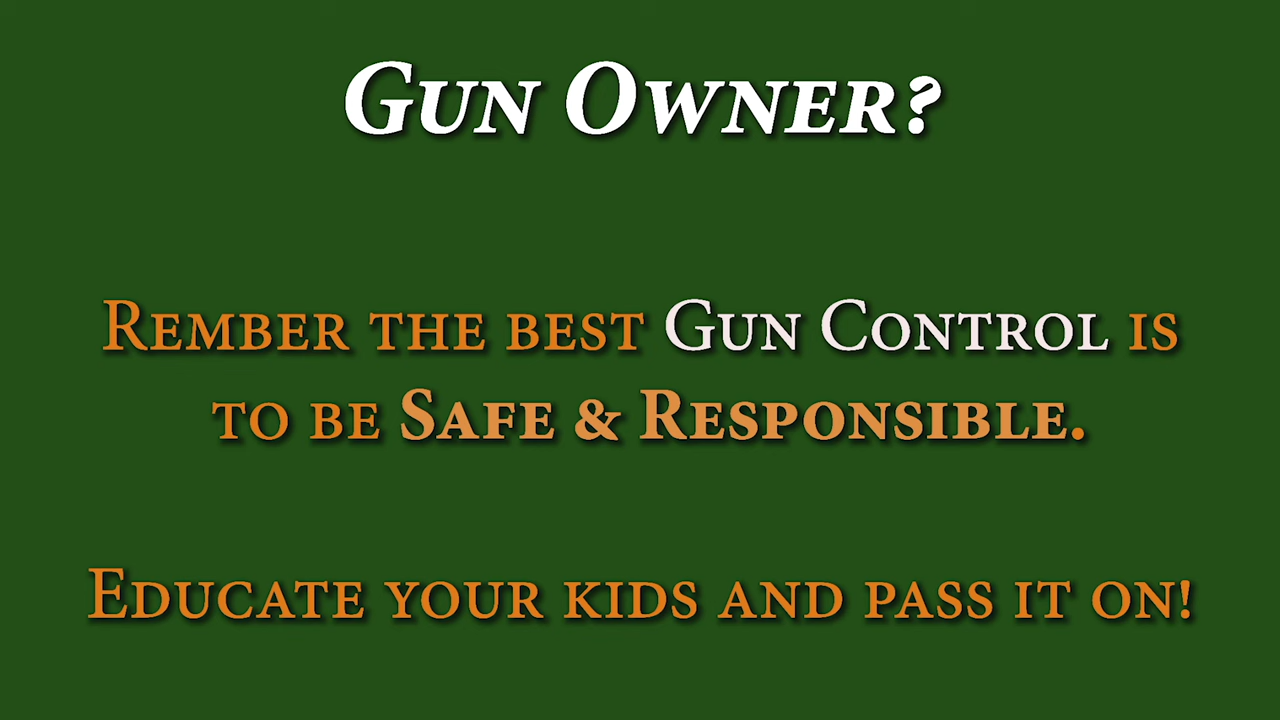 Gun Owner?
Rember the best Gun Control is
to be Safe & Responsible.
Educate your kids and pass it on!